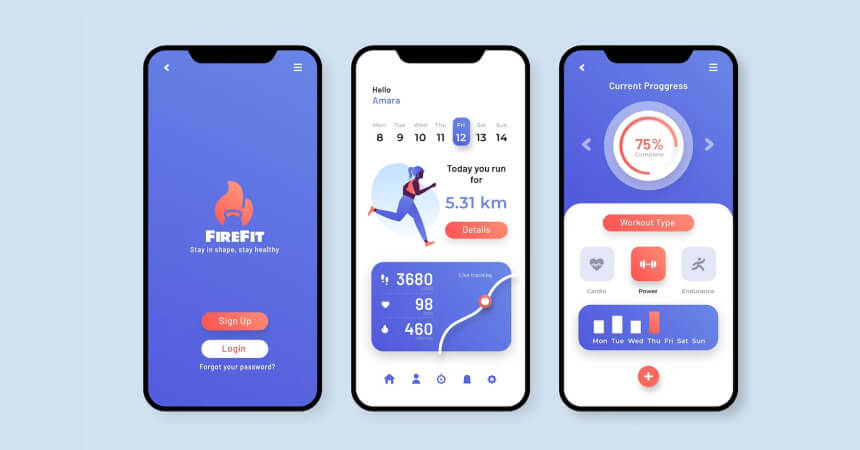 FIREFIT
Stay in shape, stay healthy
Sign Up
Login
Forgot your password?
Hello
Amara
Mon Tue Wed Thu Fri Sat Sun
8 9 10 11 12 13 14
Today you run
for
5.31 km
Details
3680
Live tracking
98
460
Current Proggress
75%
Complete
Workout Type
Cardio Power Endurance
Mon Tue Wed Thu Fri Sat Sun